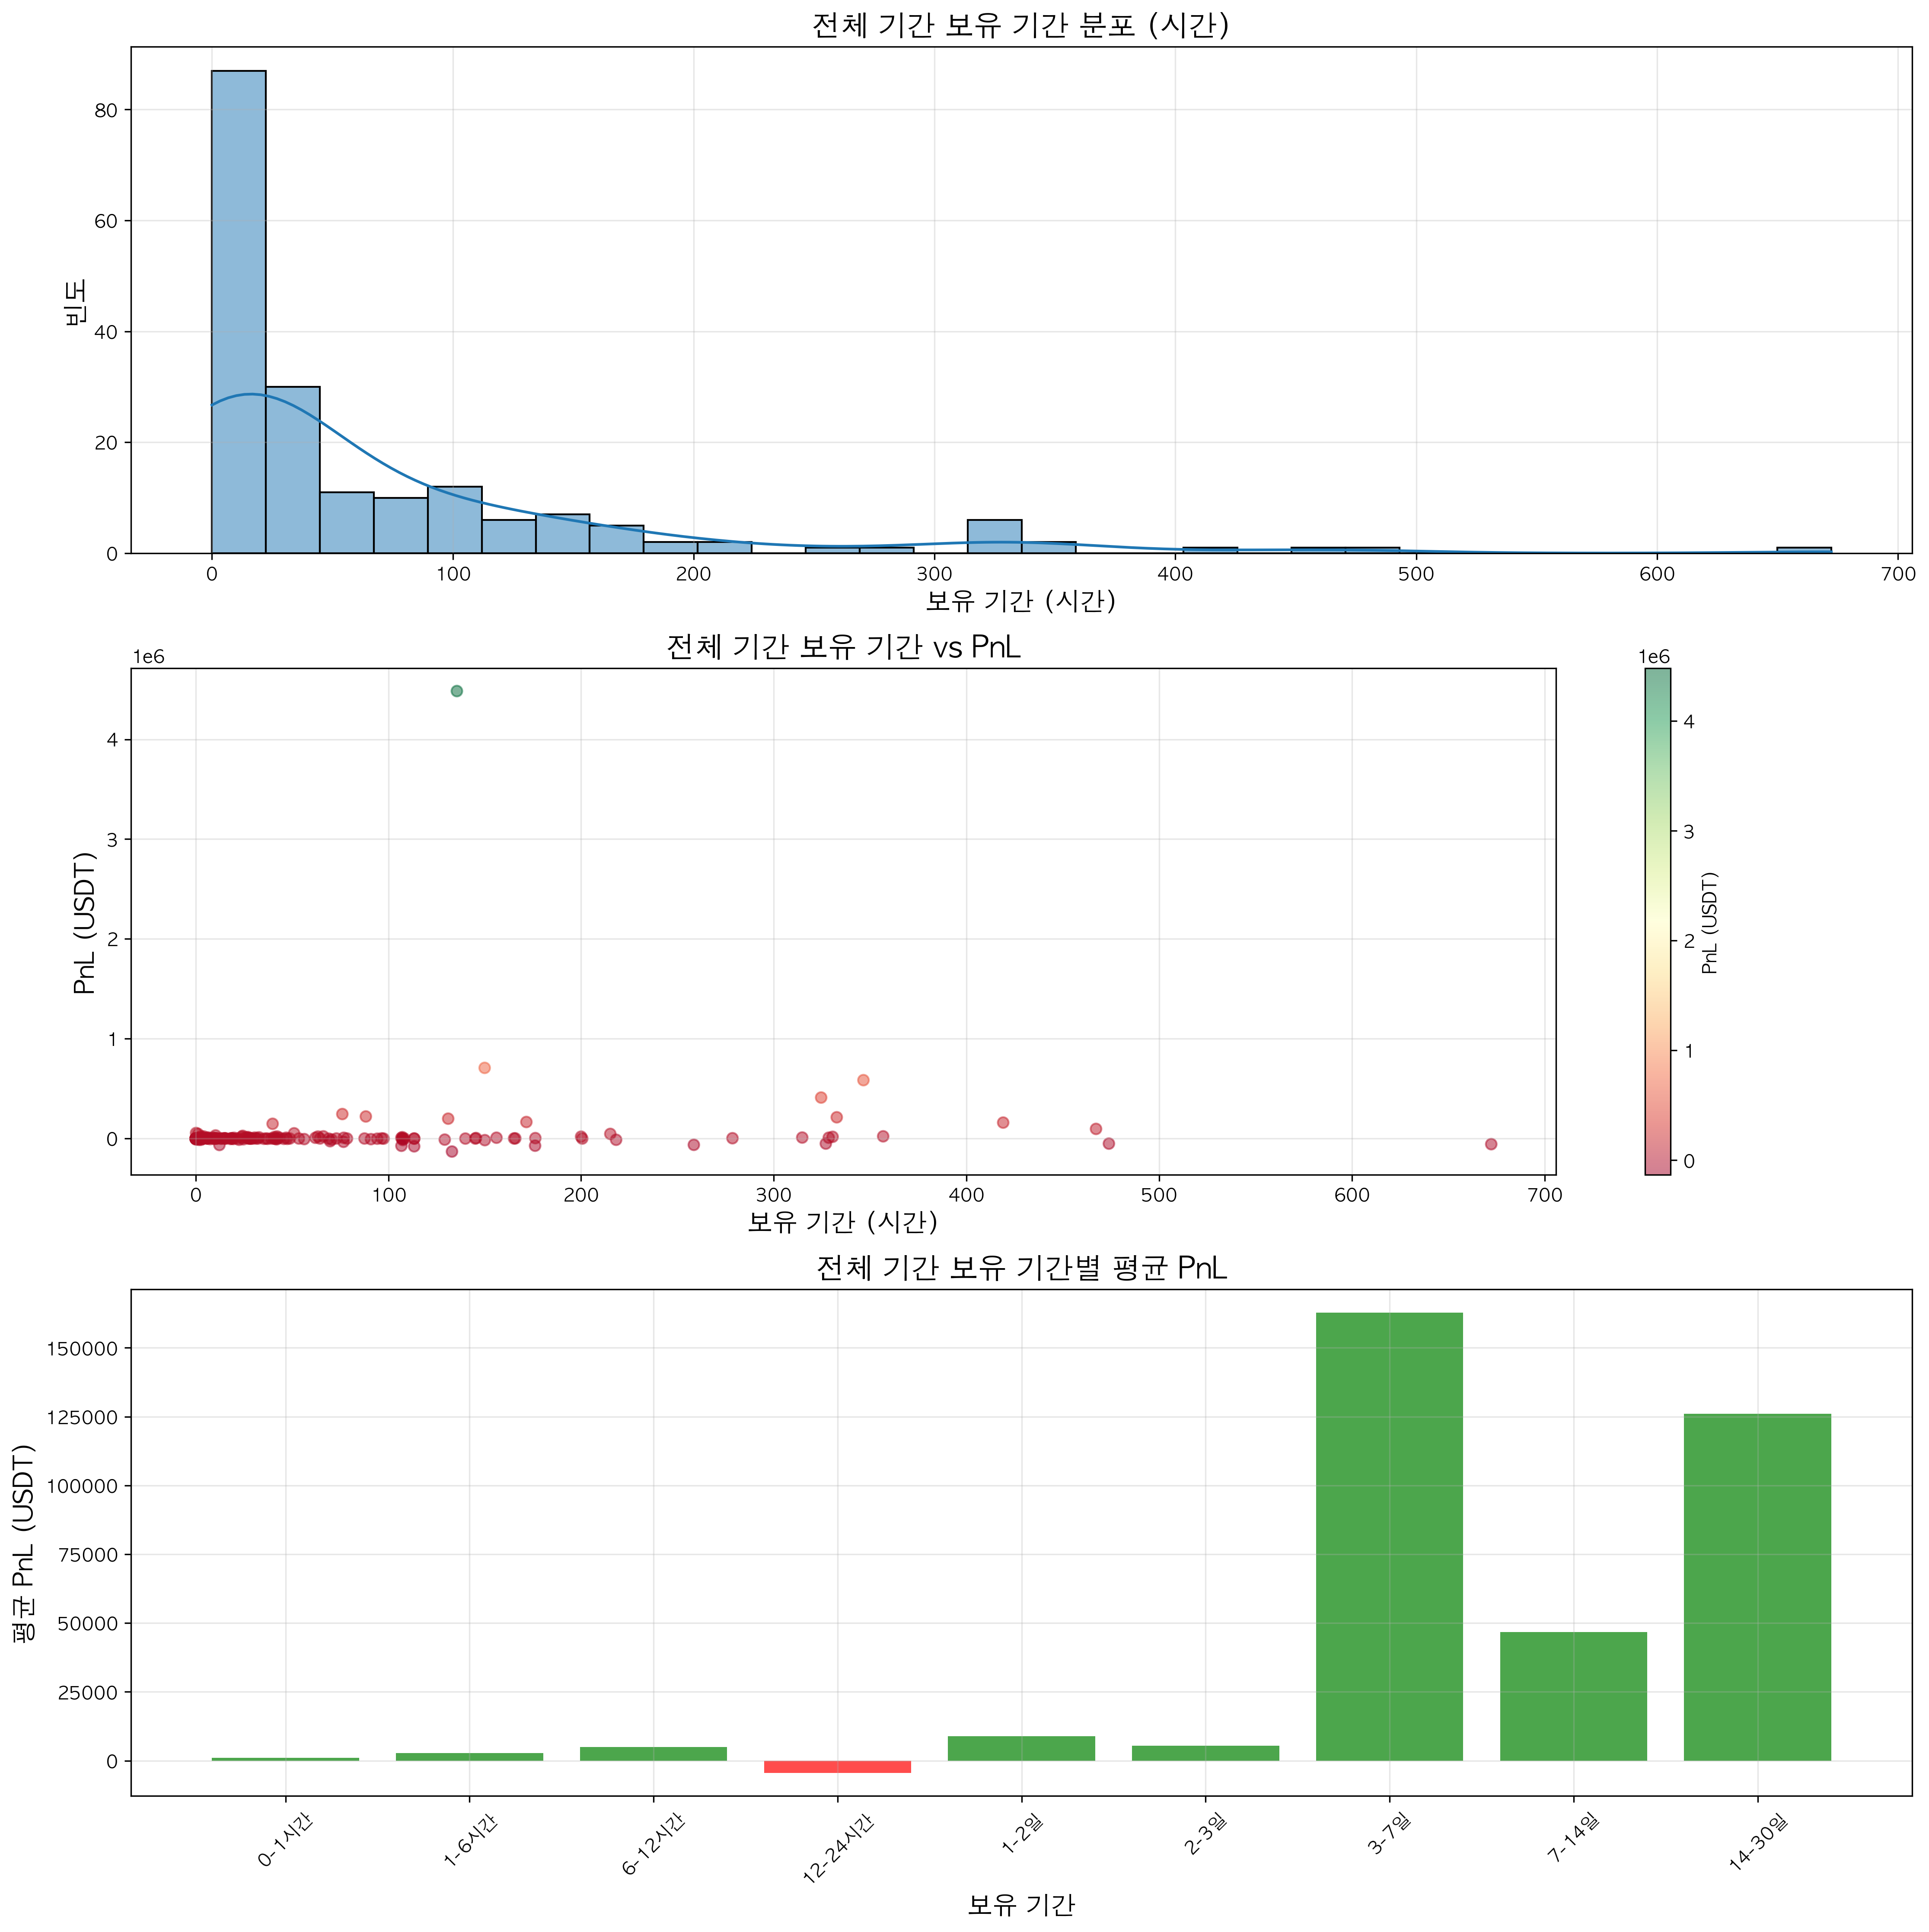 전체 기간 보유 기간 분포 (시간)
80
60
40
20
0
빈도
0 100 200 300 400 500 600 700
보유 기간 (시간)
전체 기간 보유 기간 vs PnL
1e6
4
3
2
1
0
PnL (USDT)
0 100 200 300 400 500 600 700
보유 기간 (시간)
1e6
4
3
2
1
0
PnL (USDT)
전체 기간 보유 기간별 평균 PnL
150000
125000
100000
75000
50000
25000
0
평균 PnL (USDT)
0-1시간 1-6시간 6-12시간 12-24시간 1-2일 2-3일 3-7일 7-14일 14-30일
보유 기간